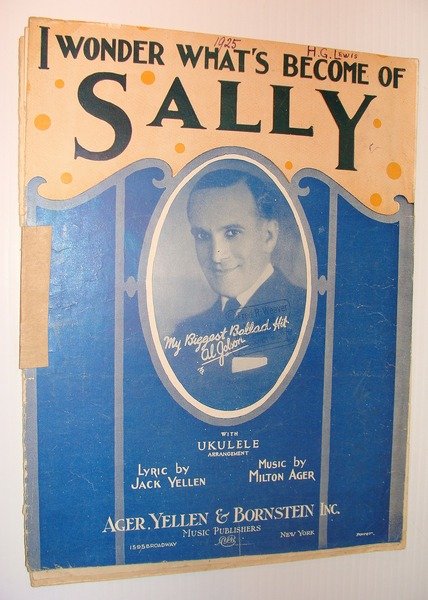 1925
H.G. Lewis
I WONDER WHAT'S BECOME OF
SALLY
My Biggest Ballad Hit
Al Jolson
WITH
UKULELE
ARRANGEMENT
LYRIC BY
JACK YELLEN
MUSIC BY
MILTON AGER
AGER, YELLEN & BORNSTEIN INC.
MUSIC PUBLISHERS
1595 BROADWAY
NEW YORK